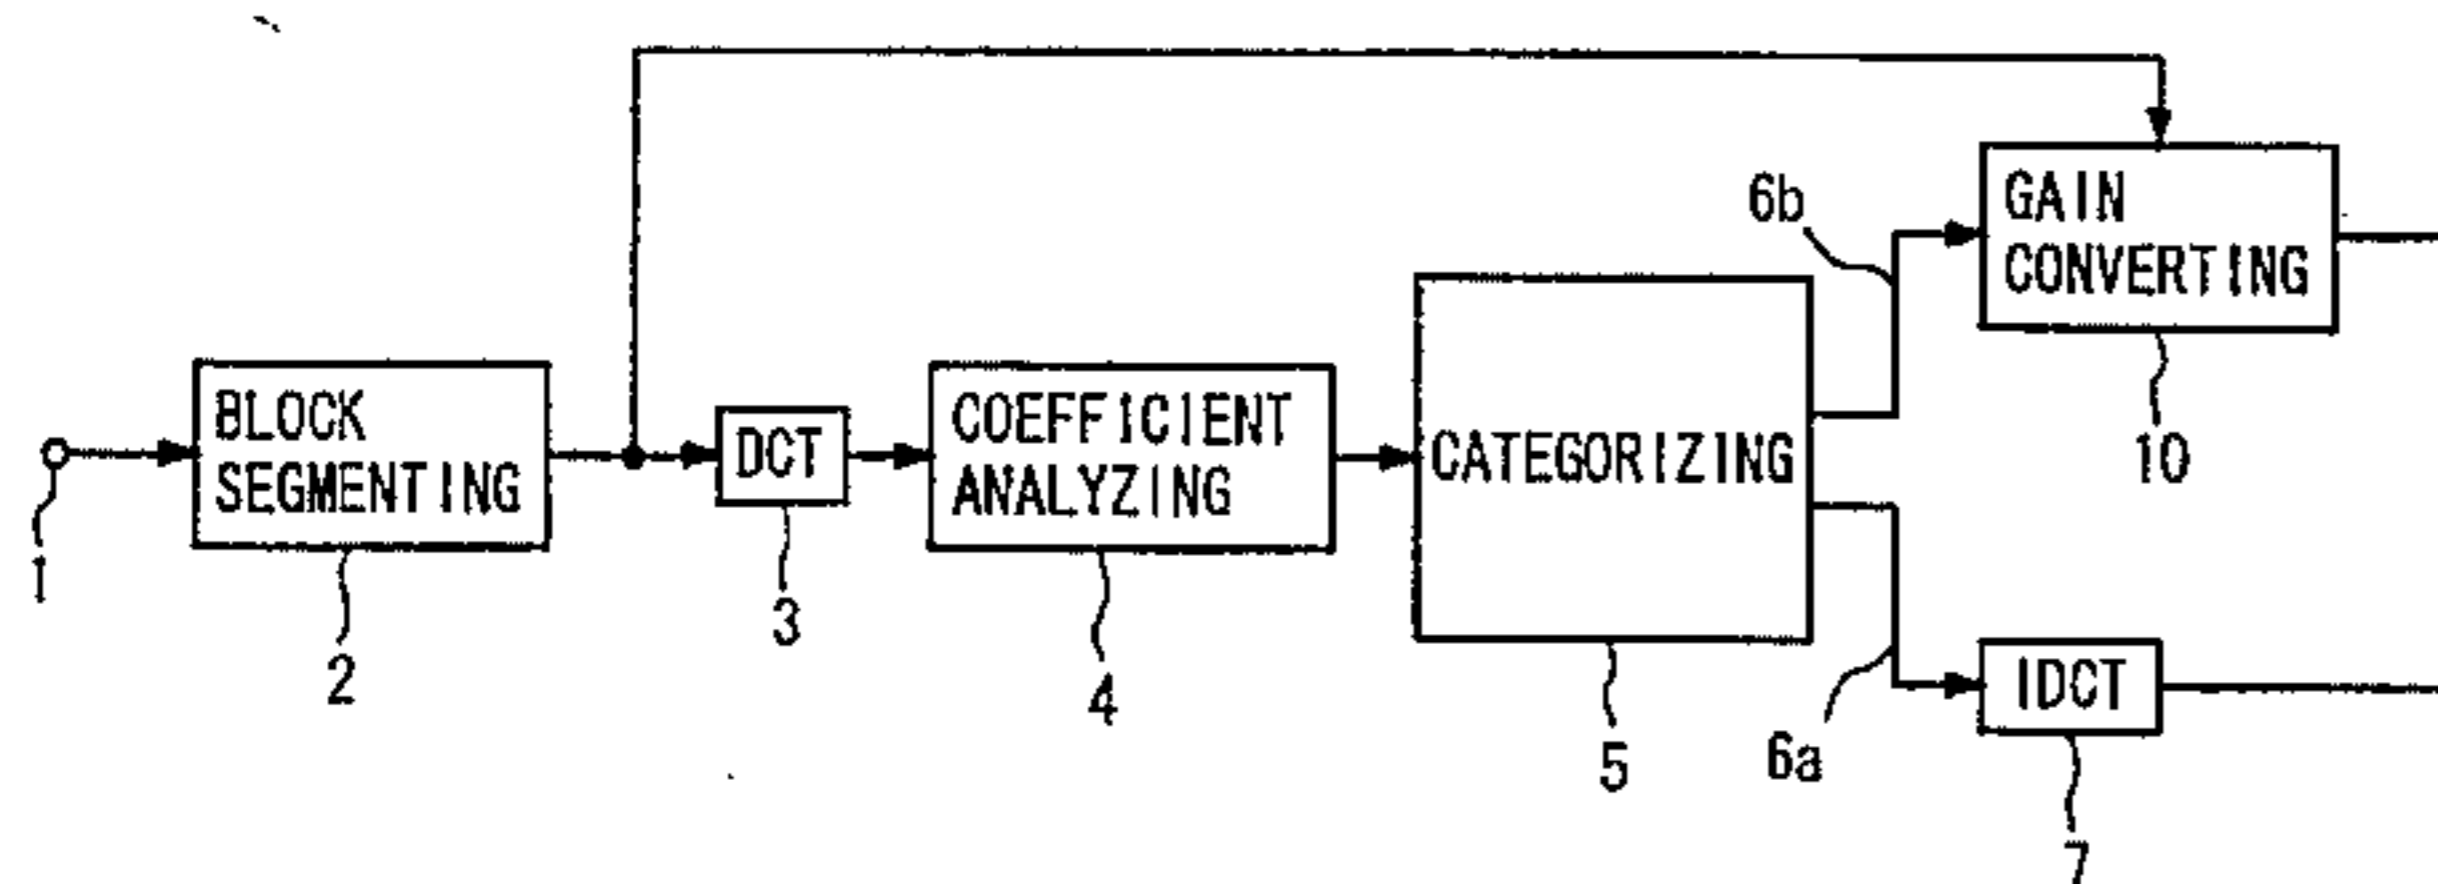 6b
GAIN
CONVERTING
10
BLOCK
SEGMENTING
DCT
COEFFICIENT
ANALYZING
CATEGORIZING
1
2
3
4
5
6a
IDCT
7